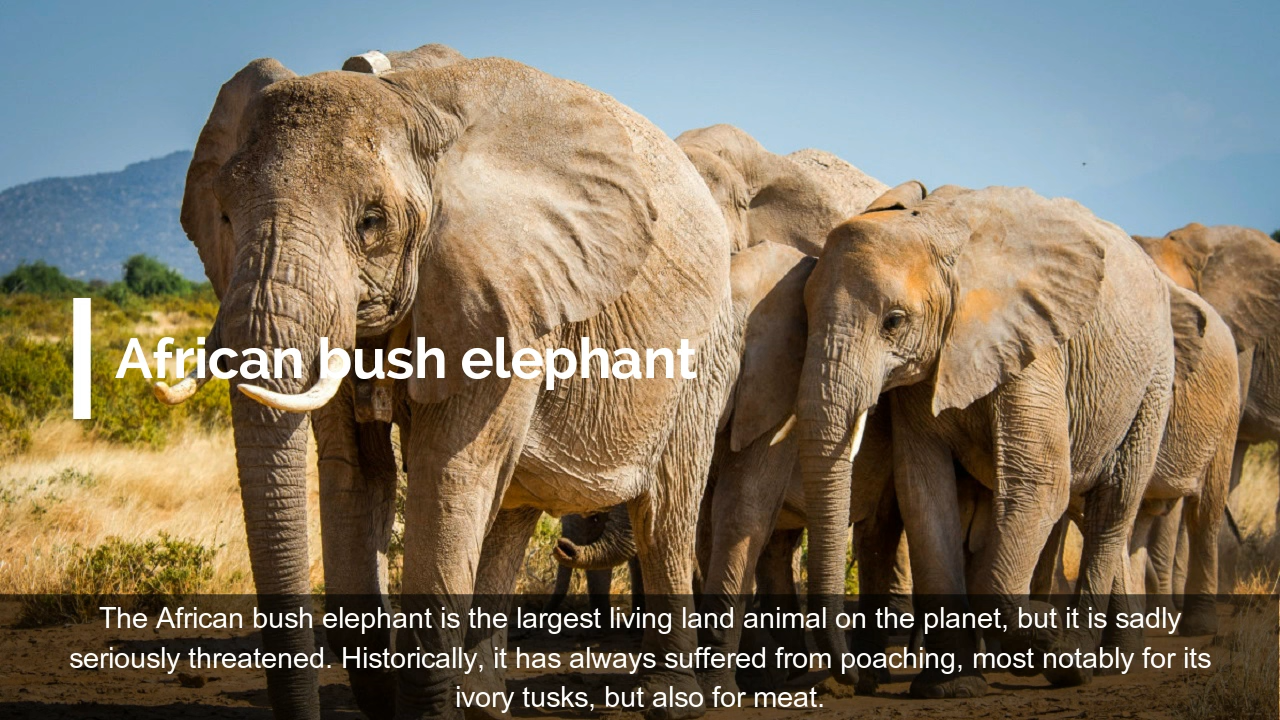 African bush elephant
The African bush elephant is the largest living land animal on the planet, but it is sadly
seriously threatened. Historically, it has always suffered from poaching, most notably for its
ivory tusks, but also for meat.